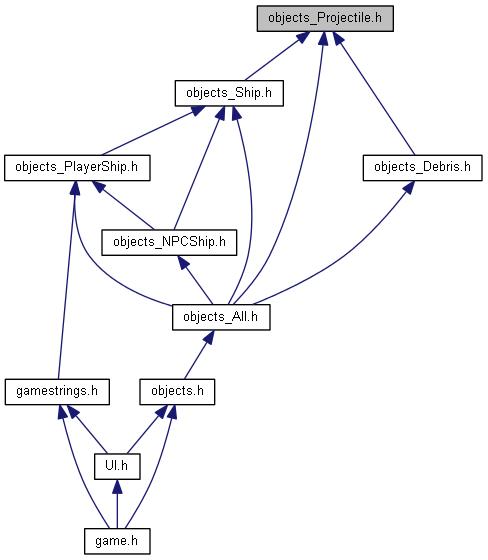 objects_Projectile.h
objects_Ship.h
objects_PlayerShip.h
objects_Debris.h
objects_NPCShip.h
objects_All.h
gamestrings.h
objects.h
UI.h
game.h